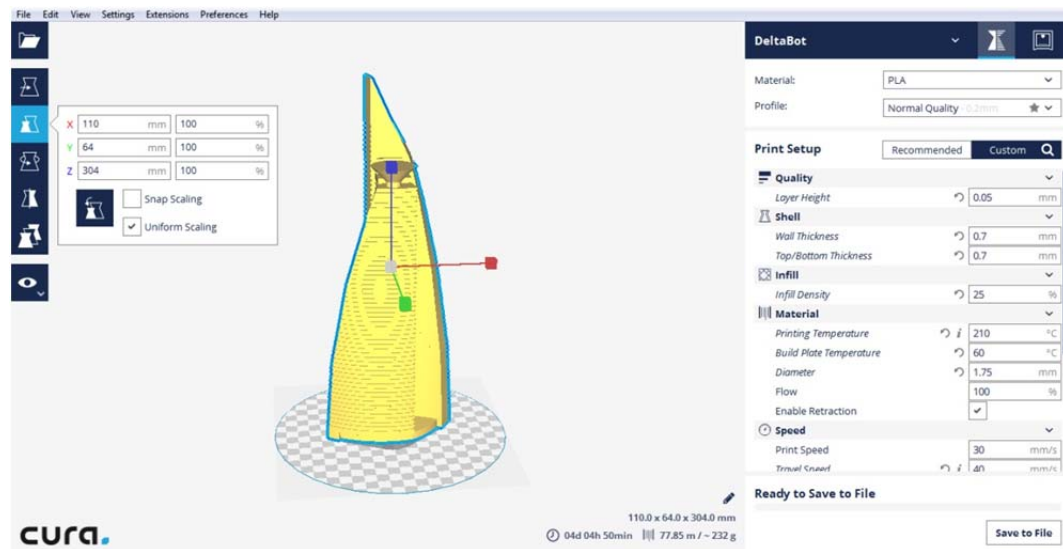 File Edit View Settings Extensions Preferences Help
DeltaBot
Material: PLA
Profile: Normal Quality - 0.2mm
Print Setup Recommended Custom
X 110 mm 100 %
Y 64 mm 100 %
Z 304 mm 100 %
Snap Scaling
Uniform Scaling
Quality
Layer Height 0.05 mm
Shell
Wall Thickness 0.7 mm
Top/Bottom Thickness 0.7 mm
Infill
Infill Density 25 %
Material
Printing Temperature i 210 °C
Build Plate Temperature 60 °C
Diameter 1.75 mm
Flow 100 %
Enable Retraction
Speed
Print Speed 30 mm/s
Travel Speed i 40 mm/s
Ready to Save to File
110.0 x 64.0 x 304.0 mm
04d 04h 50min 77.85 m / ~ 232 g
Save to File
cura.